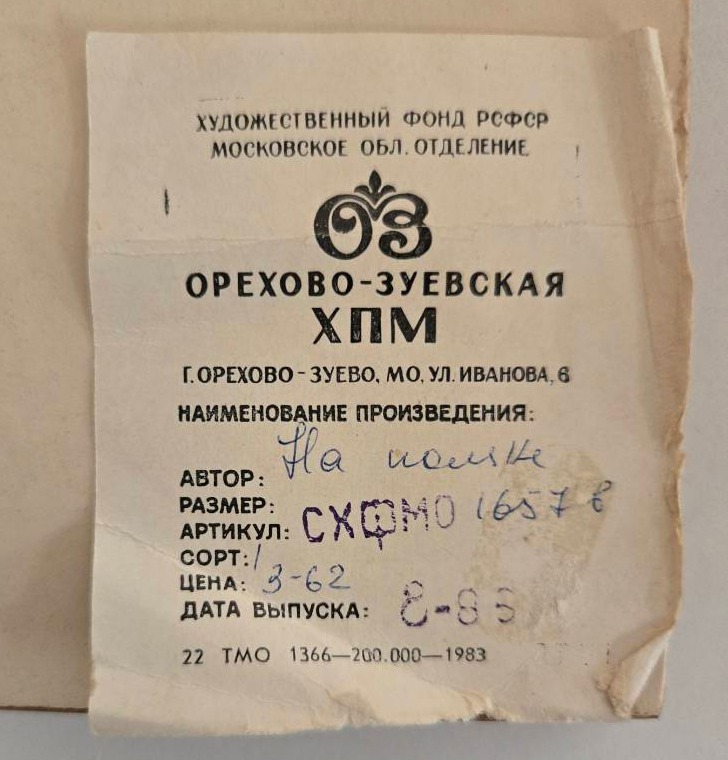 ХУДОЖЕСТВЕННЫЙ ФОНД РСФСР
МОСКОВСКОЕ ОБЛ. ОТДЕЛЕНИЕ
ОЗ
ОРЕХОВО-ЗУЕВСКАЯ
ХПМ
Г. ОРЕХОВО-ЗУЕВО, МО, УЛ. ИВАНОВА, 6
НАИМЕНОВАНИЕ ПРОИЗВЕДЕНИЯ:
На
АВТОР:
РАЗМЕР:
АРТИКУЛ: СХФМО 1657 в
СОРТ: 1
ЦЕНА: 3-62
ДАТА ВЫПУСКА:
22 ТМО 1366—200.000—1983